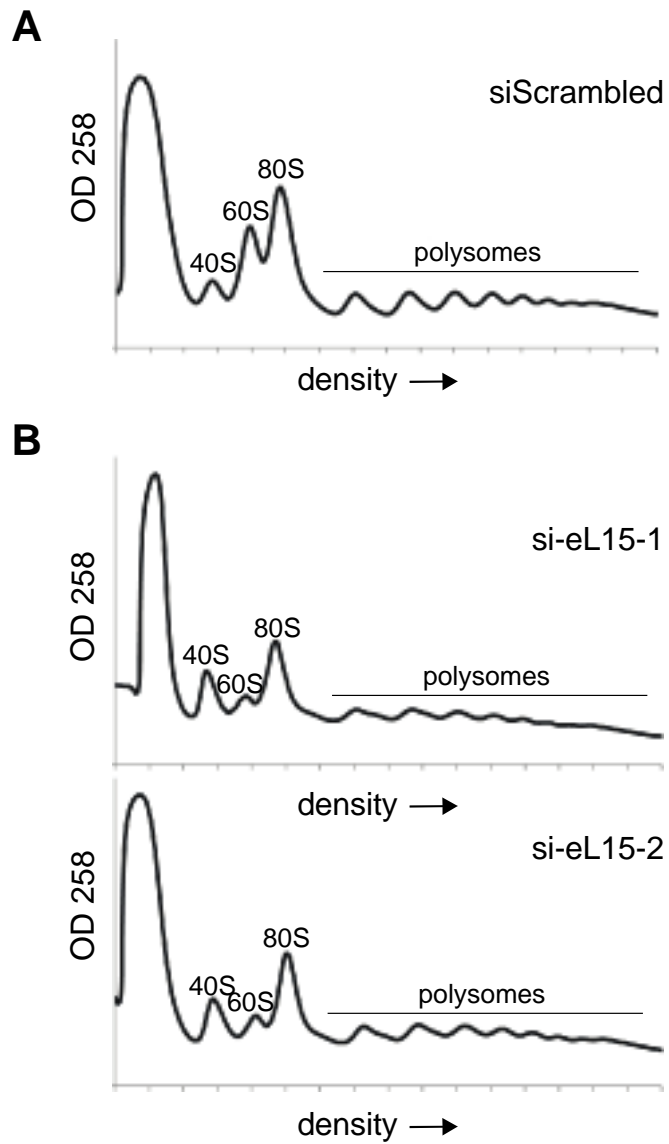 A
siScrambled
OD 258
40S
60S
80S
polysomes
density
B
si-eL15-1
OD 258
40S
60S
80S
polysomes
density
si-eL15-2
OD 258
40S
60S
80S
polysomes
density